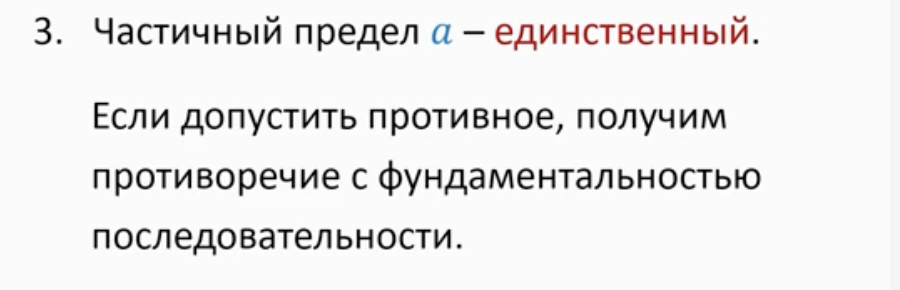 3. Частичный предел a – единственный.
Если допустить противное, получим
противоречие с фундаментальностью
последовательности.